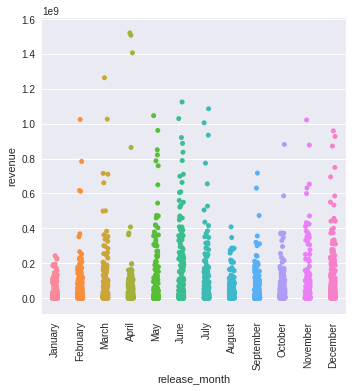 1e9
1.6
1.4
1.2
1.0
0.8
0.6
0.4
0.2
0.0
revenue
January
February
March
April
May
June
July
August
September
October
November
December
release_month